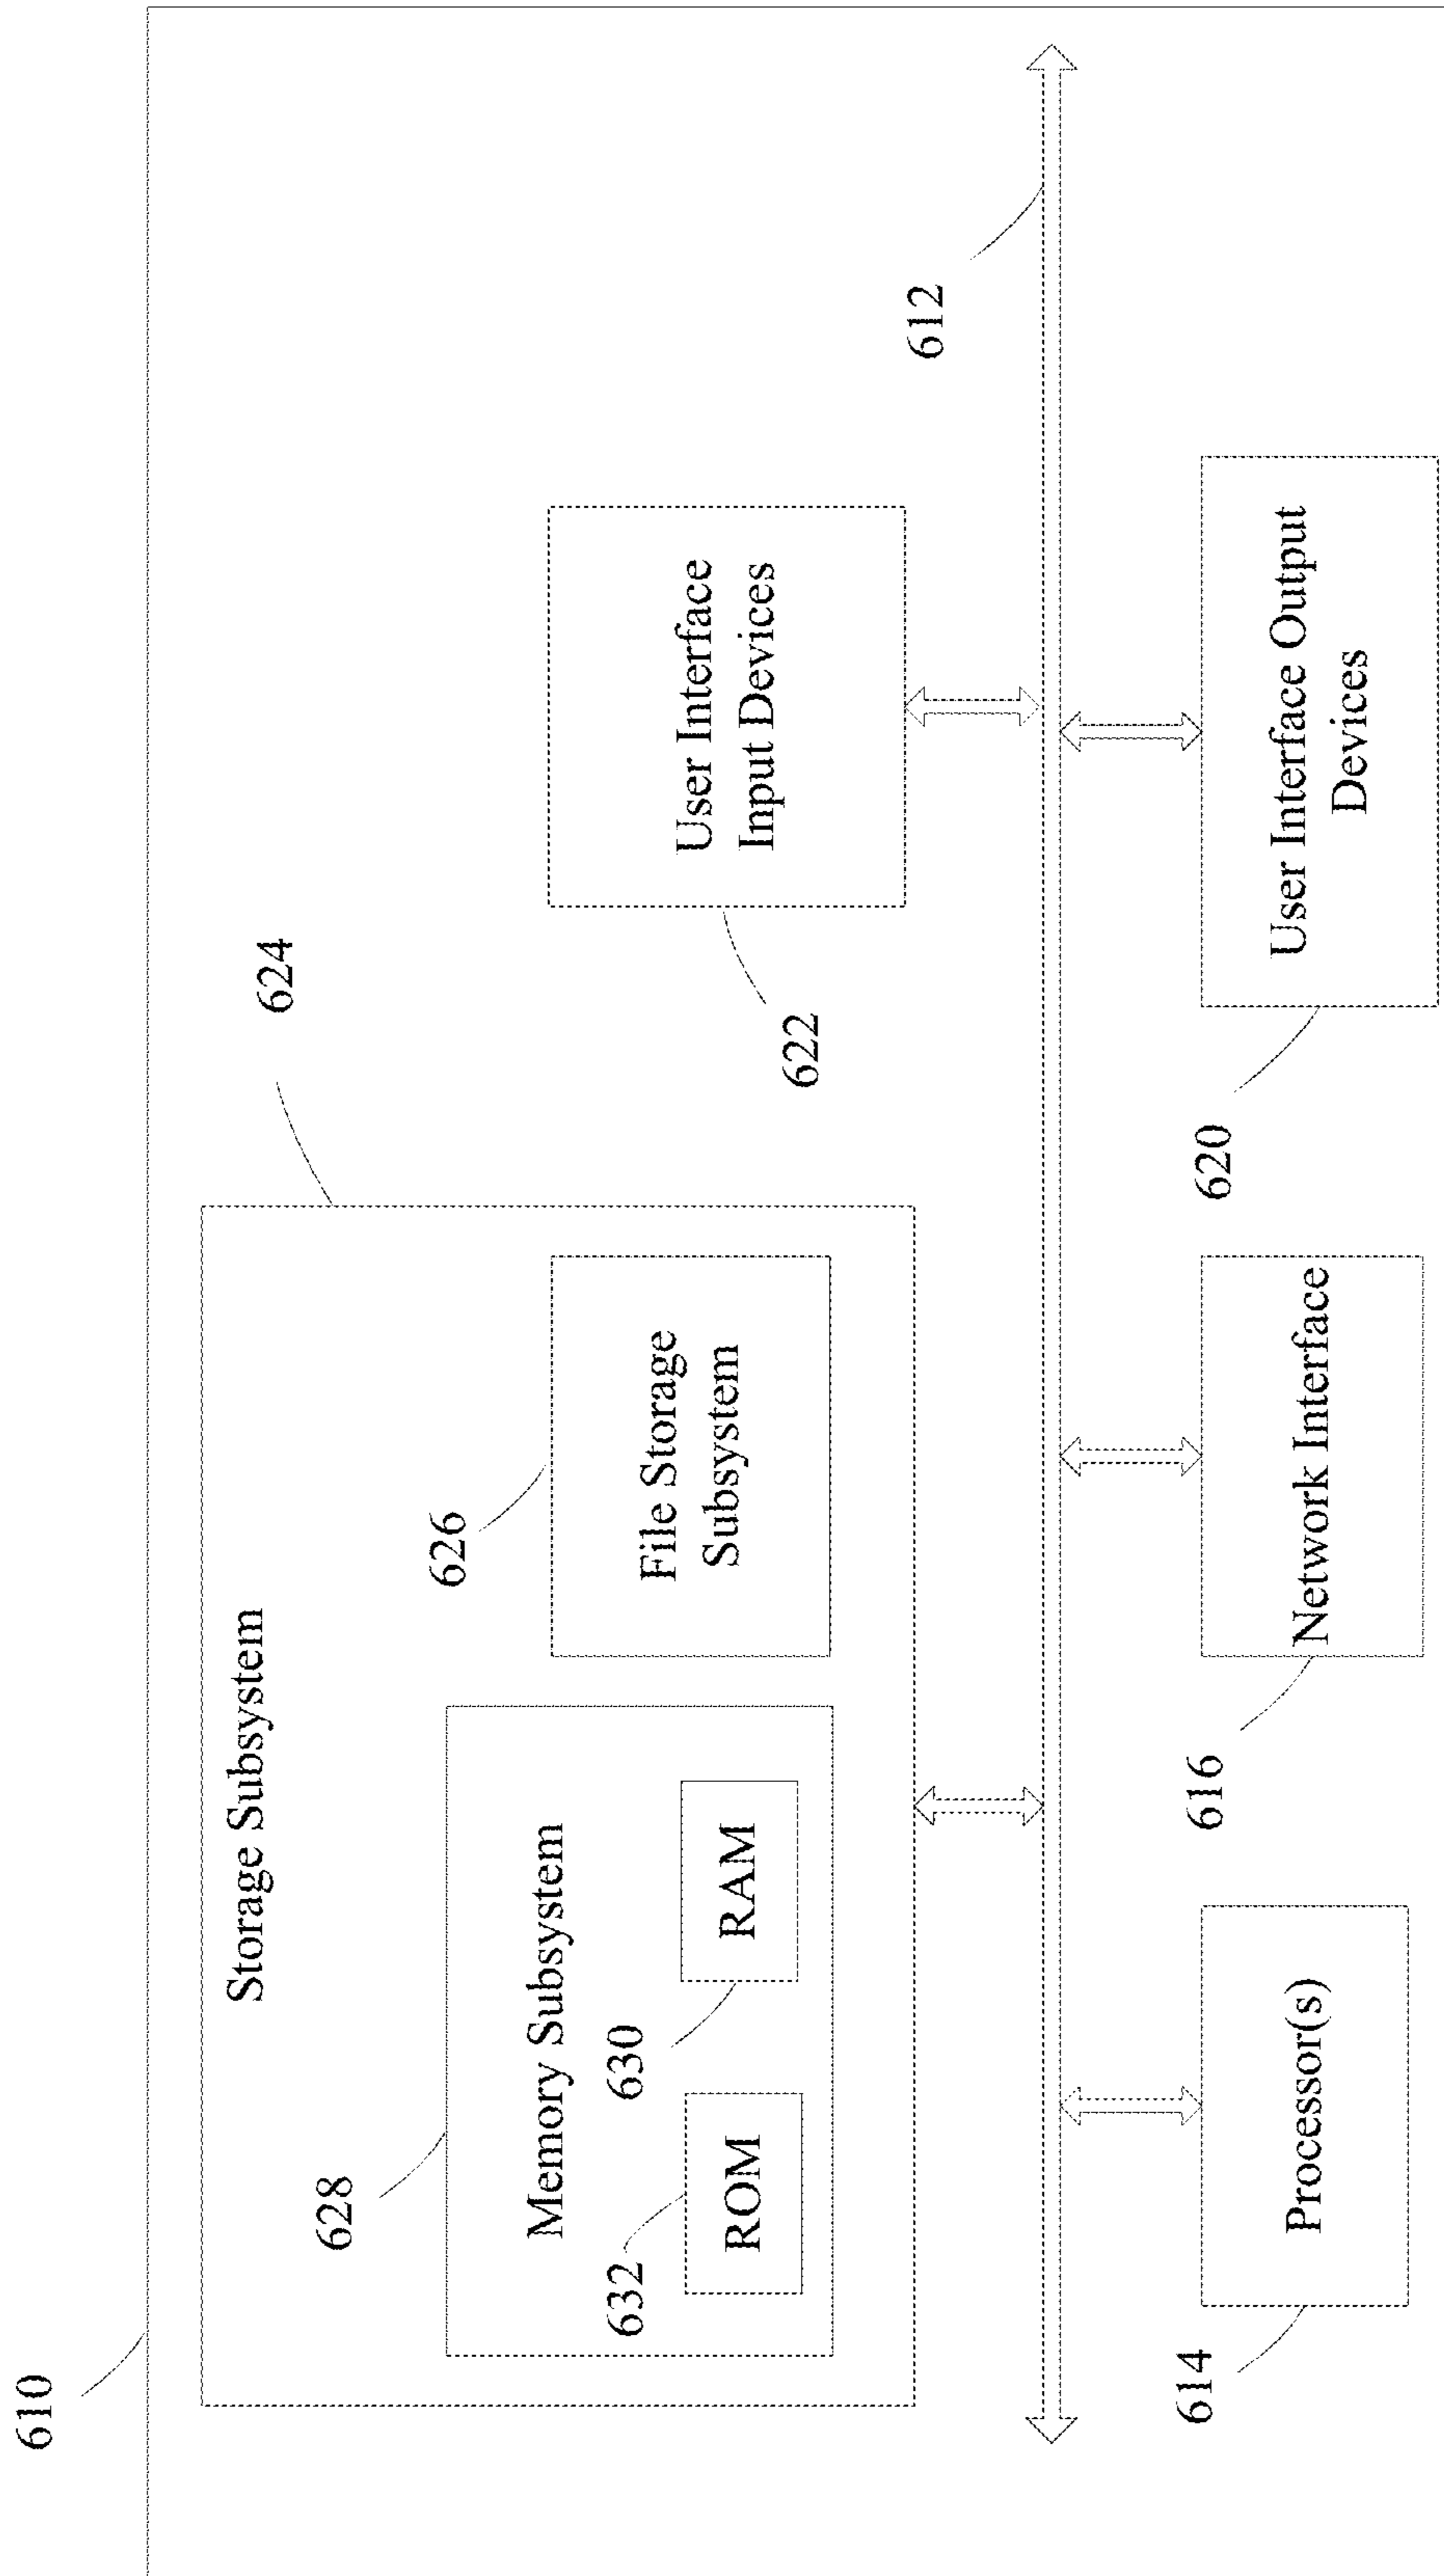 610
Storage Subsystem
624
628
Memory Subsystem
626
632
630
ROM
RAM
File Storage
Subsystem
User Interface
Input Devices
622
612
Processor(s)
614
Network Interface
616
User Interface Output
Devices
620